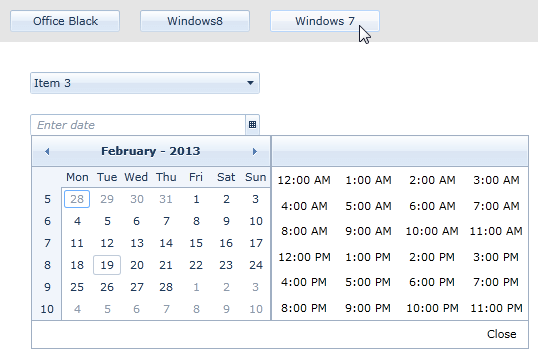 Office Black Windows8 Windows 7
Item 3
Enter date
February - 2013
Mon Tue Wed Thu Fri Sat Sun
5 28 29 30 31 1 2 3
6 4 5 6 7 8 9 10
7 11 12 13 14 15 16 17
8 18 19 20 21 22 23 24
9 25 26 27 28 1 2 3
10 4 5 6 7 8 9 10
12:00 AM 1:00 AM 2:00 AM 3:00 AM
4:00 AM 5:00 AM 6:00 AM 7:00 AM
8:00 AM 9:00 AM 10:00 AM 11:00 AM
12:00 PM 1:00 PM 2:00 PM 3:00 PM
4:00 PM 5:00 PM 6:00 PM 7:00 PM
8:00 PM 9:00 PM 10:00 PM 11:00 PM
Close